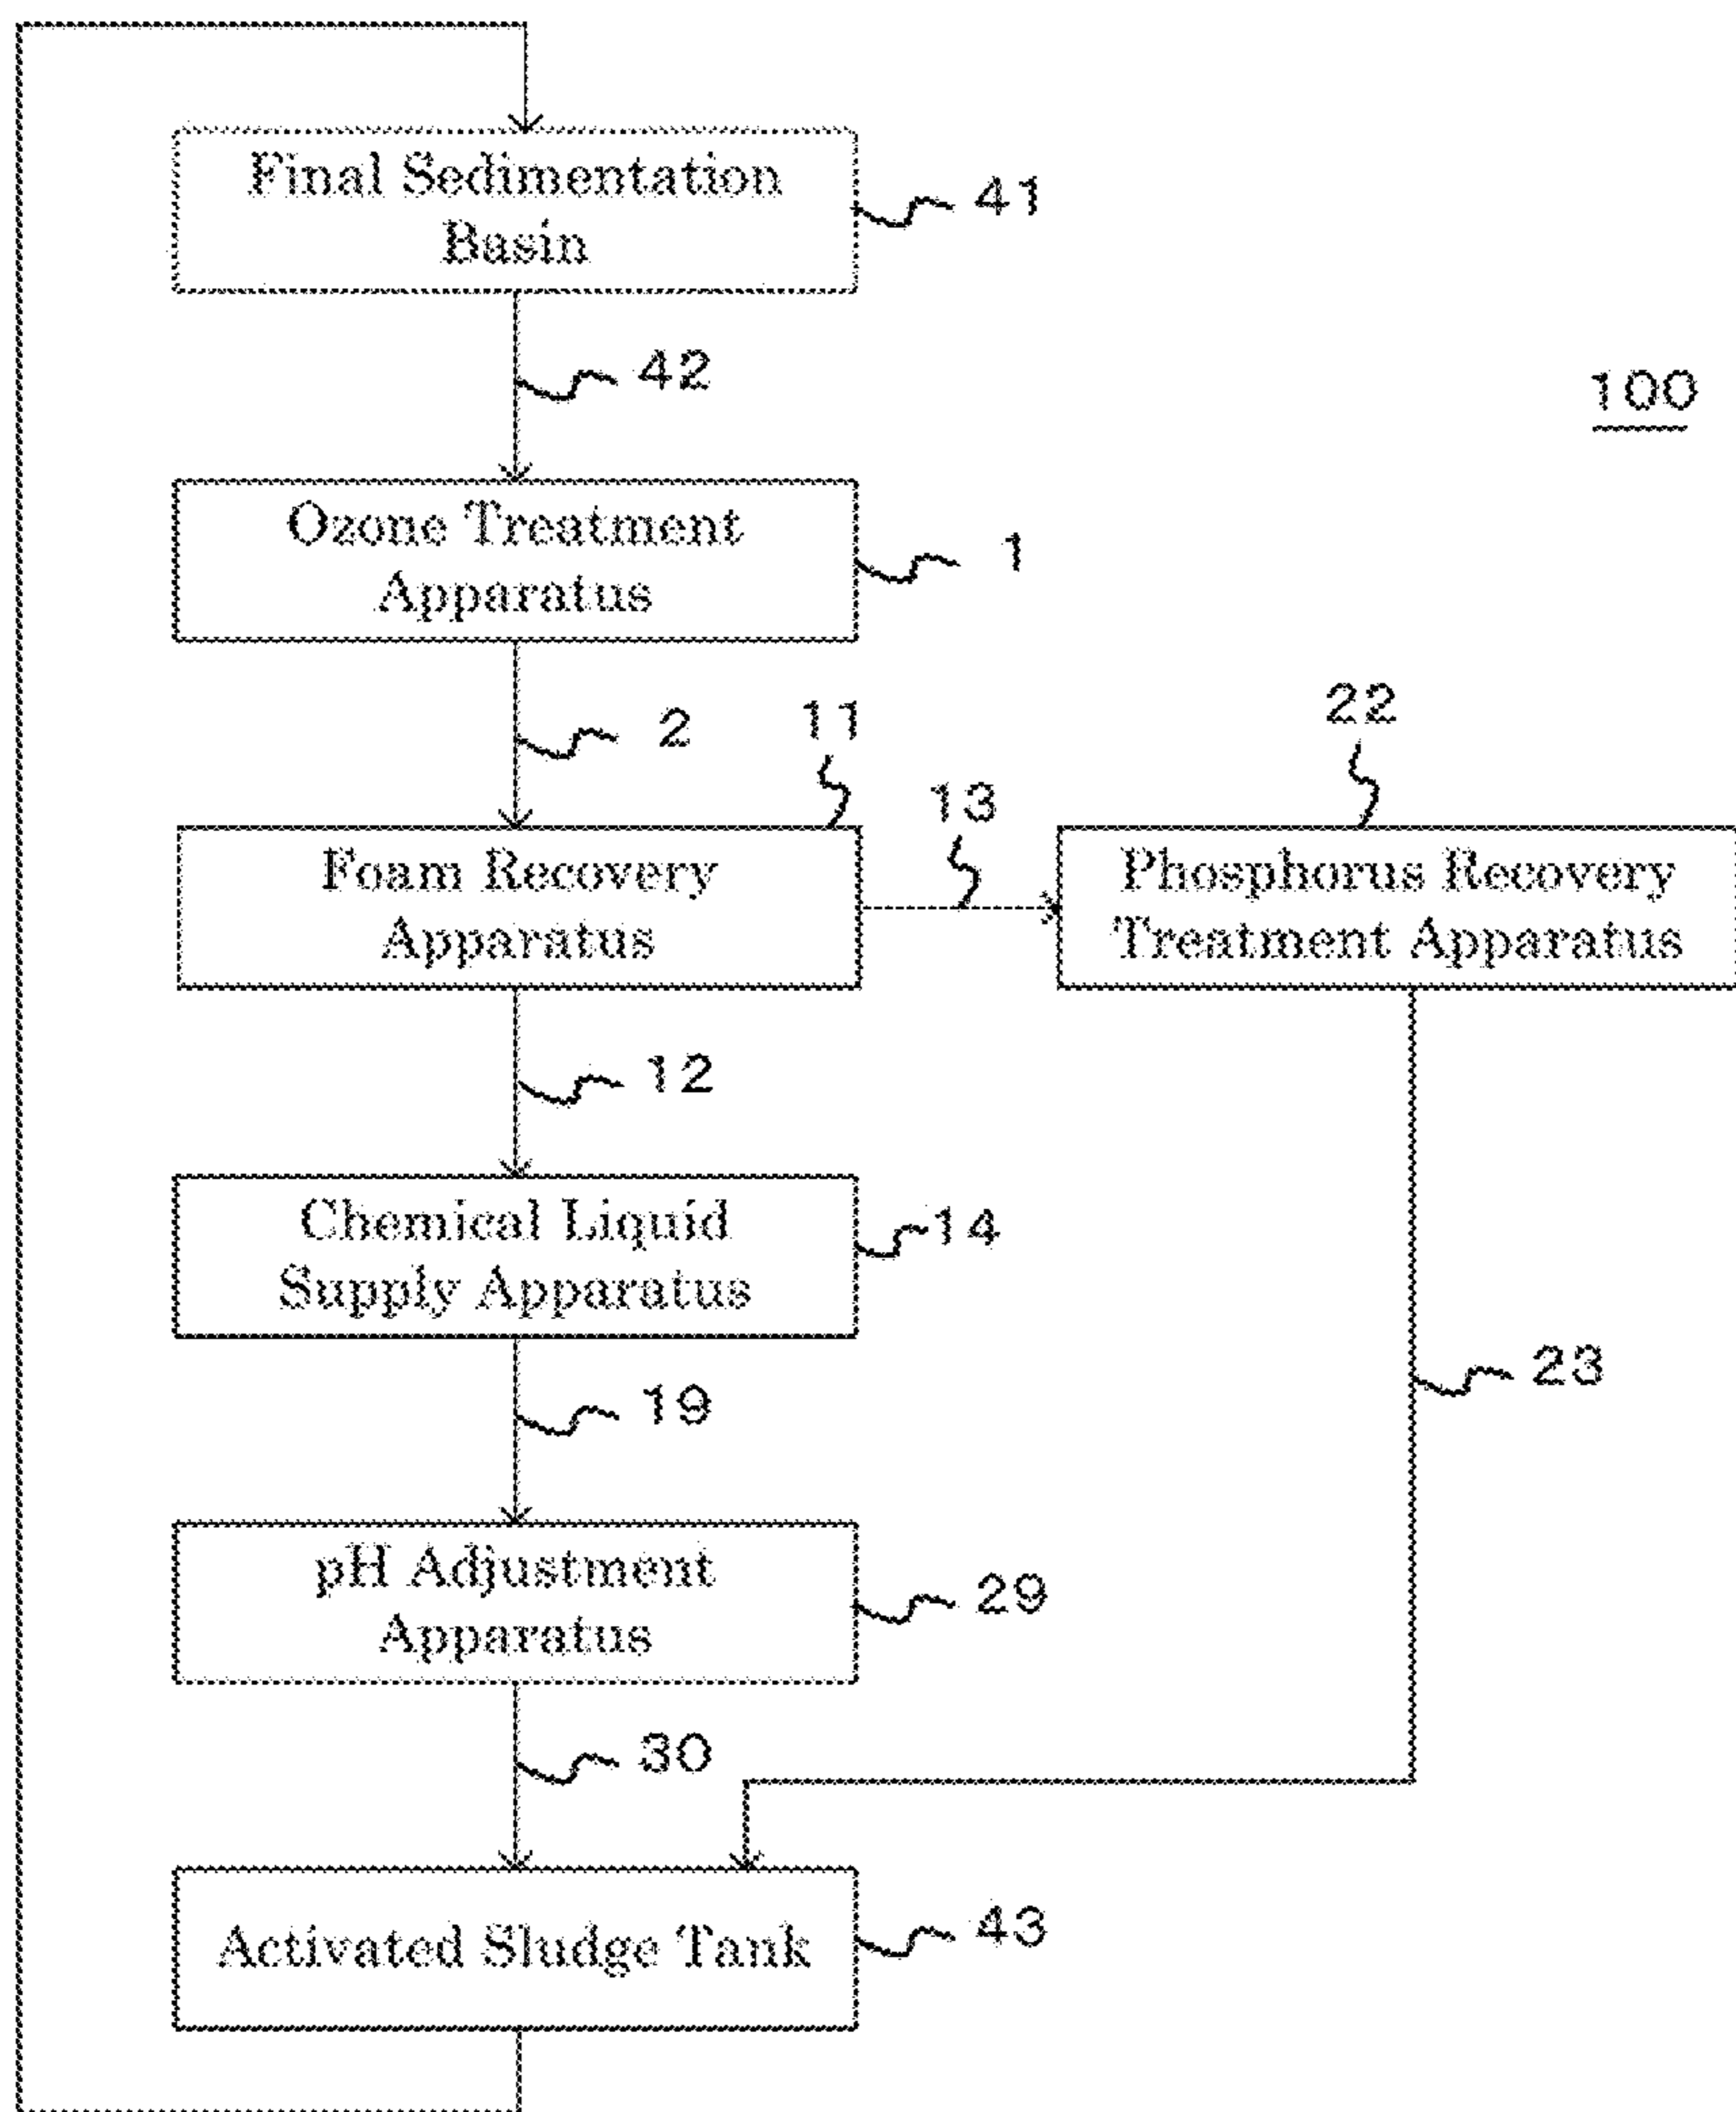 Final Sedimentation
Basin
41
42
100
Ozone Treatment
Apparatus
1
2
11
13
22
Foam Recovery
Apparatus
Phosphorus Recovery
Treatment Apparatus
12
Chemical Liquid
Supply Apparatus
14
23
19
pH Adjustment
Apparatus
29
30
Activated Sludge Tank
43